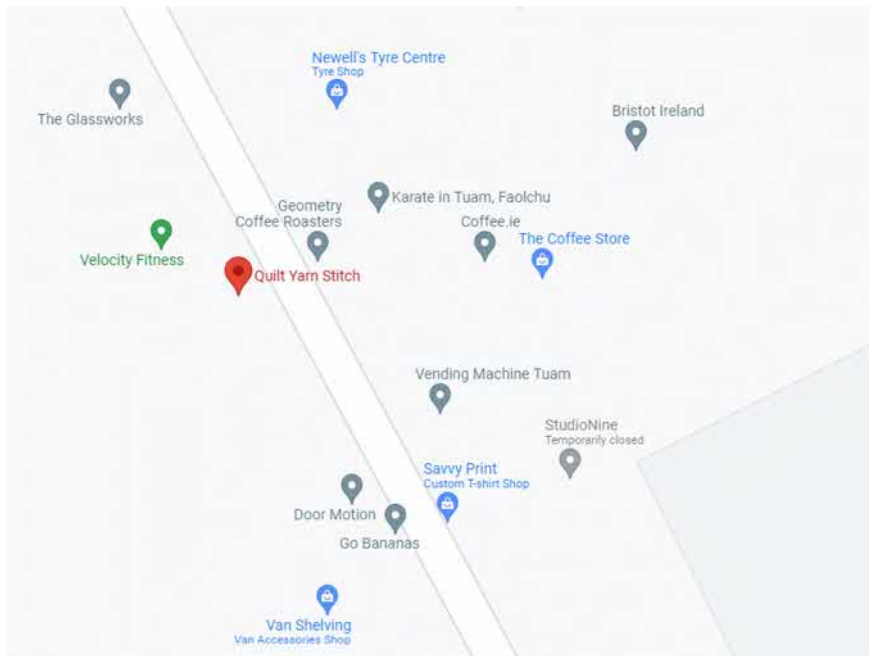 Newell's Tyre Centre
Tyre Shop
The Glassworks
Bristot Ireland
Karate in Tuam, Faolchu
Geometry
Coffee Roasters
Coffee.ie
The Coffee Store
Velocity Fitness
Quilt Yarn Stitch
Vending Machine Tuam
StudioNine
Temporarily closed
Savvy Print
Custom T-shirt Shop
Door Motion
Go Bananas
Van Shelving
Van Accessories Shop